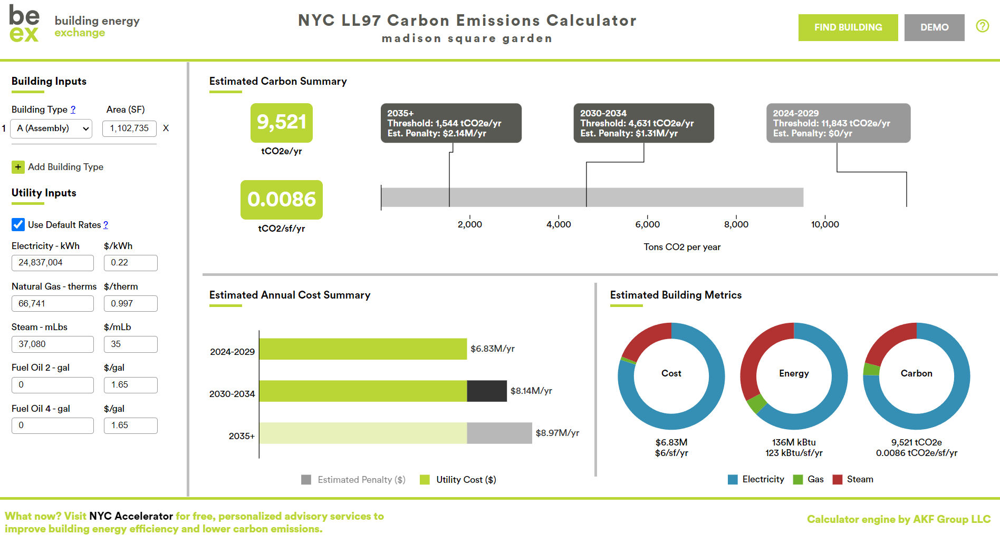 be
ex
building energy
exchange
NYC LL97 Carbon Emissions Calculator
madison square garden
FIND BUILDING
DEMO
?
Building Inputs
Building Type ?
Area (SF)
1
A (Assembly)
1,102,735
X
+ Add Building Type
Utility Inputs
Use Default Rates ?
Electricity - kWh
$/kWh
24,837,004
0.22
Natural Gas - therms
$/therm
66,741
0.997
Steam - mLbs
$/mLb
37,080
35
Fuel Oil 2 - gal
$/gal
0
1.65
Fuel Oil 4 - gal
$/gal
0
1.65
Estimated Carbon Summary
9,521
tCO2e/yr
0.0086
tCO2/sf/yr
2035+
Threshold: 1,544 tCO2e/yr
Est. Penalty: $2.14M/yr
2030-2034
Threshold: 4,631 tCO2e/yr
Est. Penalty: $1.31M/yr
2024-2029
Threshold: 11,843 tCO2e/yr
Est. Penalty: $0/yr
2,000
4,000
6,000
8,000
10,000
Tons CO2 per year
Estimated Annual Cost Summary
2024-2029
$6.83M/yr
2030-2034
$8.14M/yr
2035+
$8.97M/yr
Estimated Penalty ($)
Utility Cost ($)
Estimated Building Metrics
Cost
$6.83M
$6/sf/yr
Energy
136M kBtu
123 kBtu/sf/yr
Carbon
9,521 tCO2e
0.0086 tCO2e/sf/yr
Electricity
Gas
Steam
What now? Visit NYC Accelerator for free, personalized advisory services to
improve building energy efficiency and lower carbon emissions.
Calculator engine by AKF Group LLC